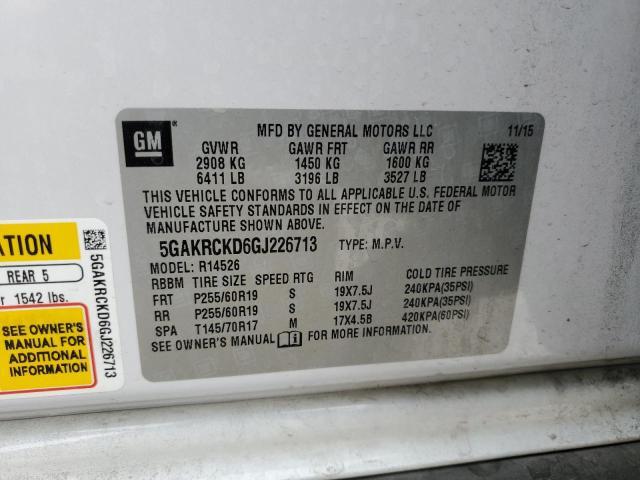 GM
MFD BY GENERAL MOTORS LLC 11/15
GVWR GAWR FRT GAWR RR
2908 KG 1450 KG 1600 KG
6411 LB 3196 LB 3527 LB
THIS VEHICLE CONFORMS TO ALL APPLICABLE U.S. FEDERAL MOTOR
VEHICLE SAFETY STANDARDS IN EFFECT ON THE DATE OF
MANUFACTURE SHOWN ABOVE.
5GAKRCKD6GJ226713 TYPE: M.P.V.
MODEL: R14526
RBBM TIRE SIZE SPEED RTG RIM COLD TIRE PRESSURE
FRT P255/60R19 S 19X7.5J 240KPA(35PSI)
RR P255/60R19 S 19X7.5J 240KPA(35PSI)
SPA T145/70R17 M 17X4.5B 420KPA(60PSI)
SEE OWNER'S MANUAL FOR MORE INFORMATION
ATION
REAR 5
r 1542 lbs.
SEE OWNER'S
MANUAL FOR
ADDITIONAL
INFORMATION
5GAKRCKD6GJ226713